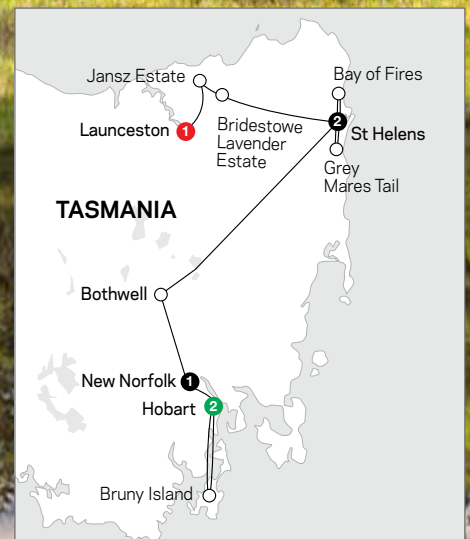 Jansz Estate
Bay of Fires
Launceston 1
Bridestowe
Lavender
Estate
2 St Helens
Grey
Mares Tail
TASMANIA
Bothwell
New Norfolk 1
Hobart 2
Bruny Island